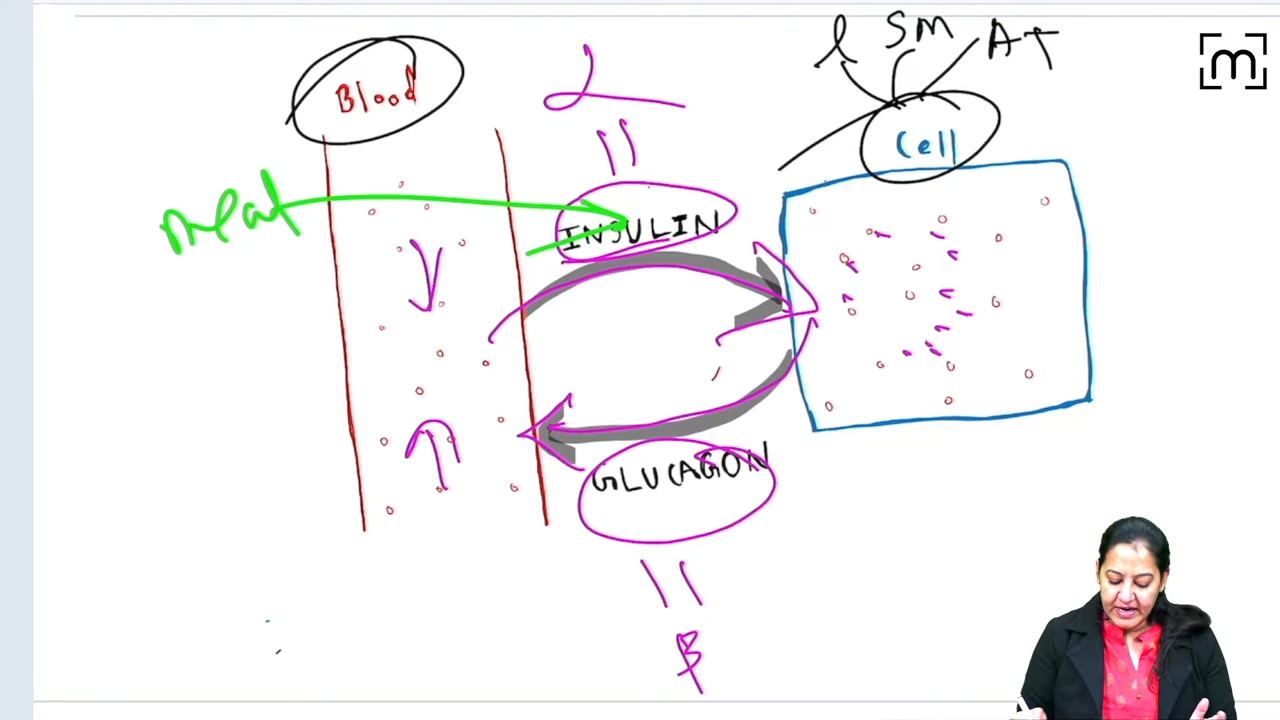 L SM AT
Blood
Cell
meal
INSULIN
GLUCAGON
β
[m]